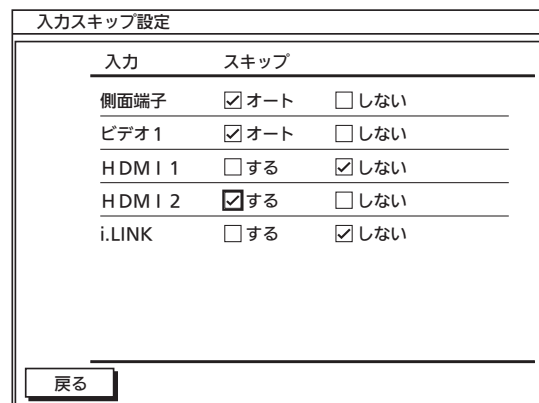 入力スキップ設定
入力 スキップ
側面端子 ☑オート ☐しない
ビデオ1 ☑オート ☐しない
HDMI1 ☐する ☑しない
HDMI2 ☑する ☐しない
i.LINK ☐する ☑しない
戻る